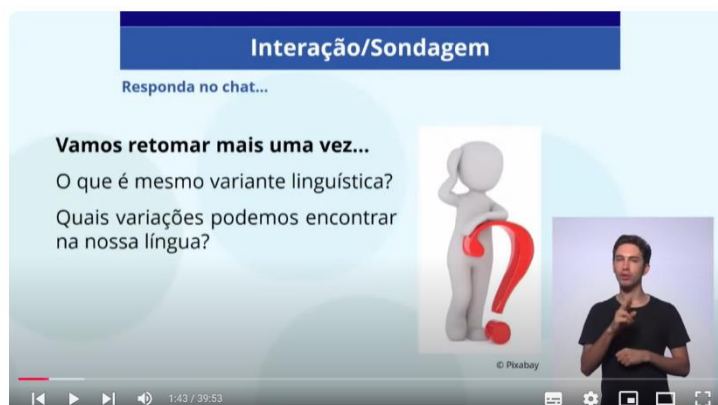 Interação/Sondagem
Responda no chat...
Vamos retomar mais uma vez...
O que é mesmo variante linguística?
Quais variações podemos encontrar
na nossa língua?
© Pixabay
1:43 / 39:53